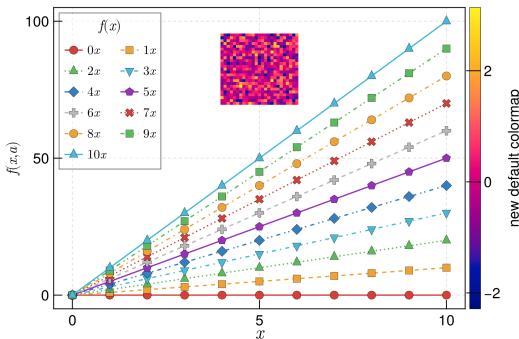 f(x)
0x 1x
2x 3x
4x 5x
6x 7x
8x 9x
10x
100
50
0
f(x,a)
0 5 10
x
2
0
−2
new default colormap